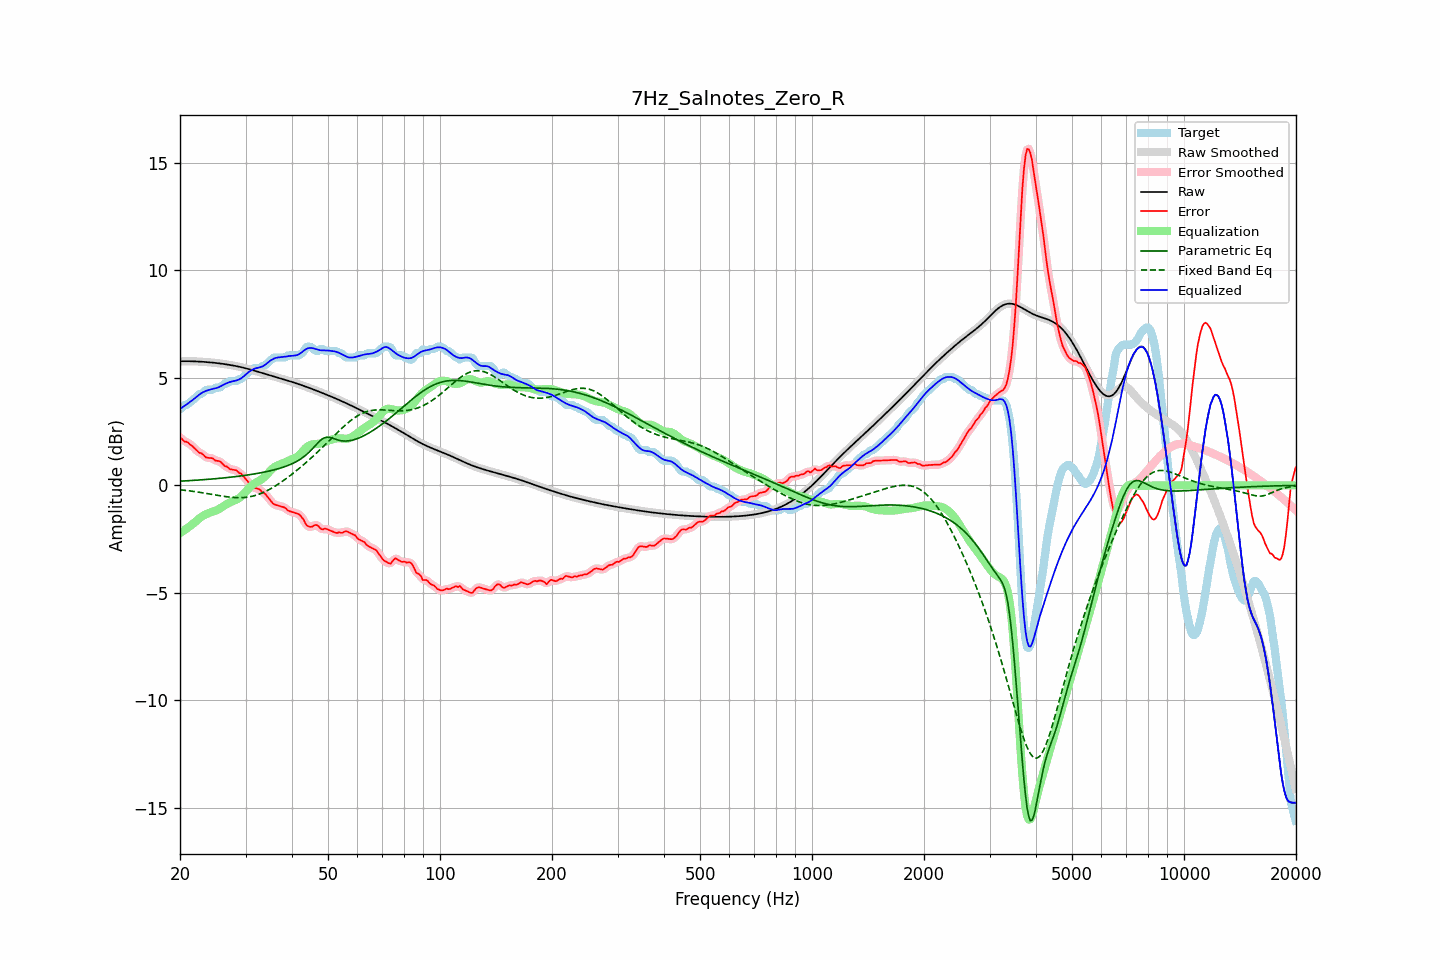 7Hz_Salnotes_Zero_R
Target
Raw Smoothed
Error Smoothed
Raw
Error
Equalization
Parametric Eq
Fixed Band Eq
Equalized
15
10
5
0
−5
−10
−15
Amplitude (dBr)
20
50
100
200
500
1000
2000
5000
10000
20000
Frequency (Hz)